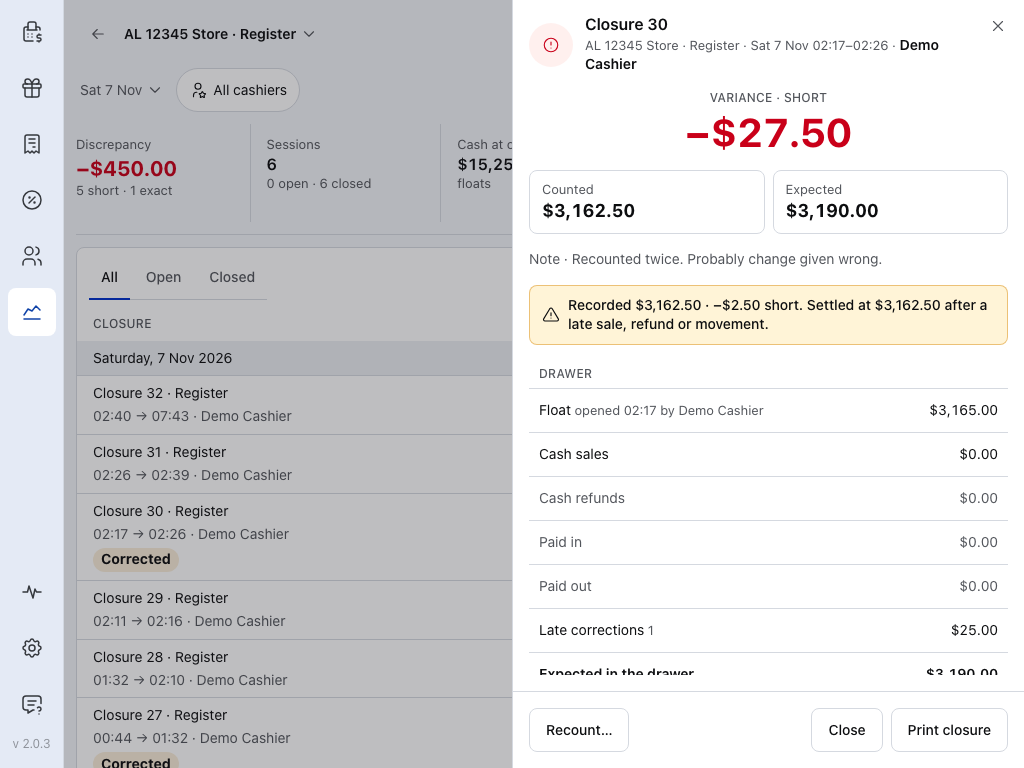 AL 12345 Store · Register
Sat 7 Nov
All cashiers
Discrepancy
−$450.00
5 short · 1 exact
Sessions
6
0 open · 6 closed
Cash at
$15,25
floats
All
Open
Closed
CLOSURE
Saturday, 7 Nov 2026
Closure 32 · Register
02:40 → 07:43 · Demo Cashier
Closure 31 · Register
02:26 → 02:39 · Demo Cashier
Closure 30 · Register
02:17 → 02:26 · Demo Cashier
Corrected
Closure 29 · Register
02:11 → 02:16 · Demo Cashier
Closure 28 · Register
01:32 → 02:10 · Demo Cashier
Closure 27 · Register
00:44 → 01:32 · Demo Cashier
Corrected
v 2.0.3
Closure 30
AL 12345 Store · Register · Sat 7 Nov 02:17–02:26 · Demo
Cashier
VARIANCE · SHORT
−$27.50
Counted
$3,162.50
Expected
$3,190.00
Note · Recounted twice. Probably change given wrong.
Recorded $3,162.50 · −$2.50 short. Settled at $3,162.50 after a
late sale, refund or movement.
DRAWER
Float opened 02:17 by Demo Cashier $3,165.00
Cash sales $0.00
Cash refunds $0.00
Paid in $0.00
Paid out $0.00
Late corrections 1 $25.00
Expected in the drawer $3,190.00
Recount...
Close
Print closure